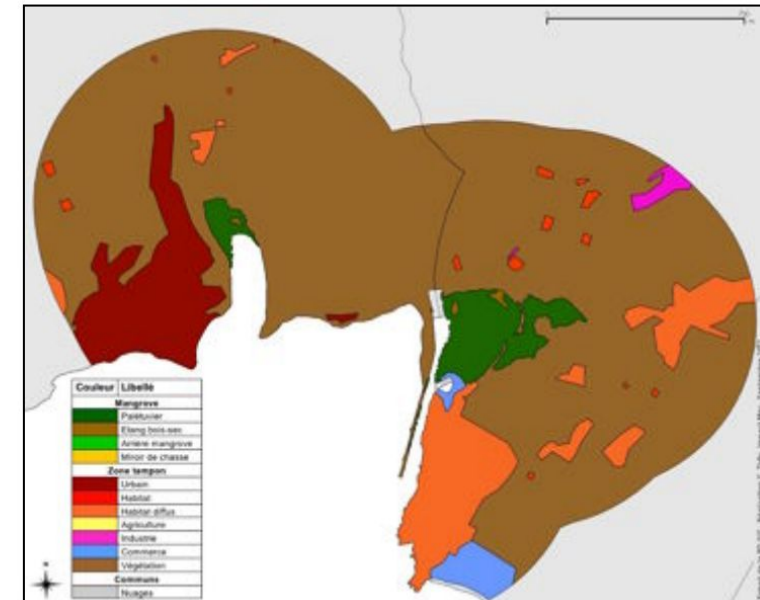 Couleur Libellé
Mangrove
Palétuvier
Etang bois-sec
Arrière mangrove
Miroir de chasse
Zone tampon
Urbain
Habitat
Habitat diffus
Agriculture
Industrie
Commerce
Végétation
Communs
Nuages